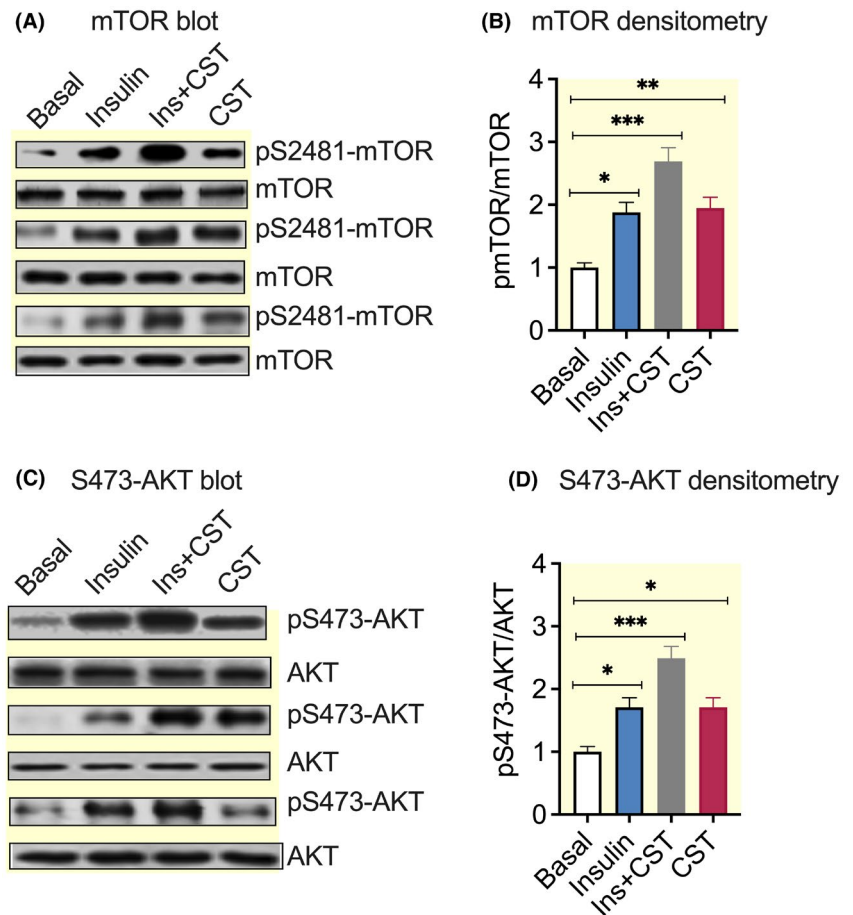 (A) mTOR blot
Basal Insulin Ins+CST CST
pS2481-mTOR
mTOR
pS2481-mTOR
mTOR
pS2481-mTOR
mTOR
(B) mTOR densitometry
pmTOR/mTOR
4
3
2
1
0
**
***
*
Basal Insulin Ins+CST CST
(C) S473-AKT blot
Basal Insulin Ins+CST CST
pS473-AKT
AKT
pS473-AKT
AKT
pS473-AKT
AKT
(D) S473-AKT densitometry
pS473-AKT/AKT
4
3
2
1
0
*
***
*
Basal Insulin Ins+CST CST